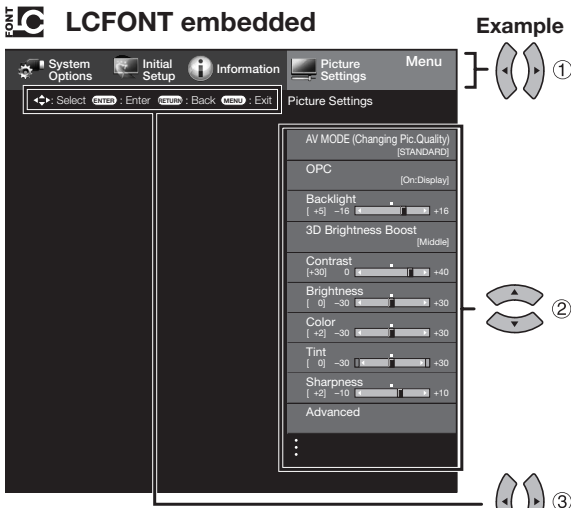 FONT LC LCFONT embedded
Example
System Options
Initial Setup
Information
Picture Settings
Menu
①
: Select ENTER : Enter RETURN : Back MENU : Exit
Picture Settings
AV MODE (Changing Pic.Quality)
[STANDARD]
OPC
[On:Display]
Backlight
[ +5] −16 +16
3D Brightness Boost
[Middle]
Contrast
[+30] 0 +40
Brightness
[ 0] −30 +30
②
Color
[ +2] −30 +30
Tint
[ 0] −30 +30
Sharpness
[ +2] −10 +10
Advanced
③